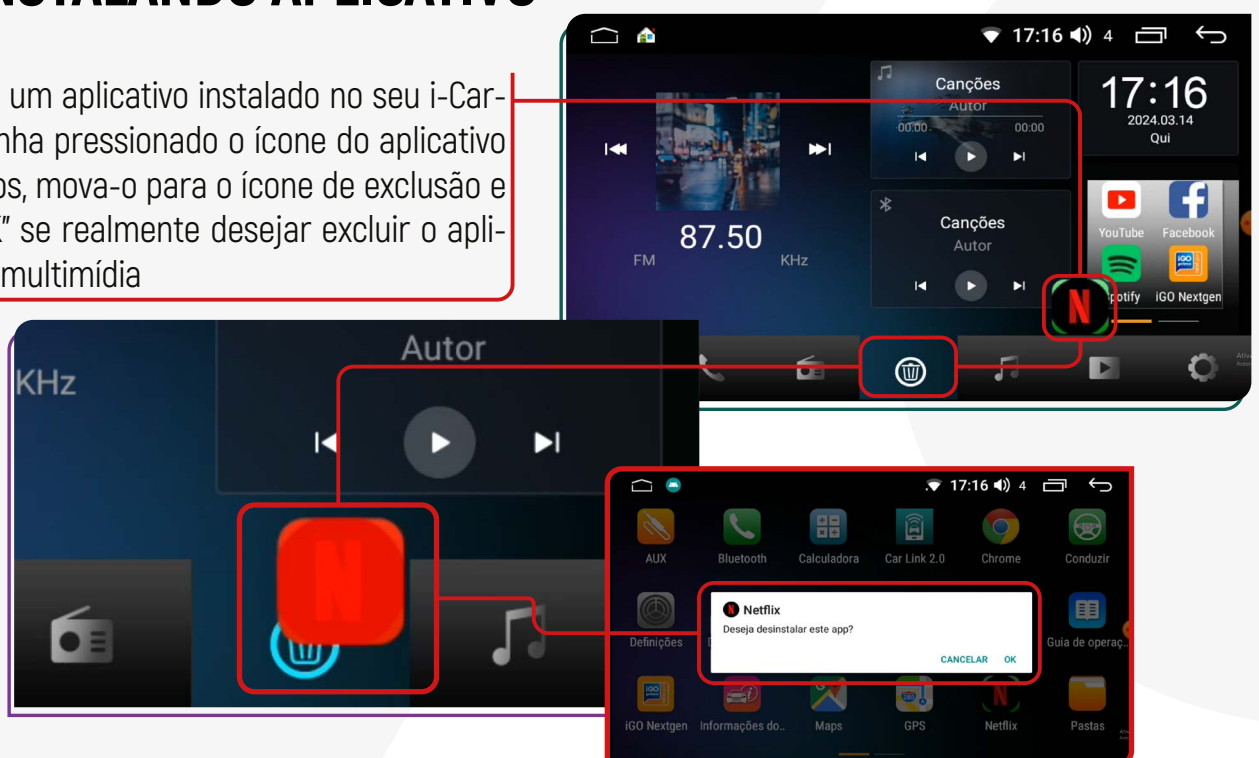 NSTALANDO APLICATIVO
um aplicativo instalado no seu i-Car-
nha pressionado o ícone do aplicativo
os, mova-o para o ícone de exclusão e
" se realmente desejar excluir o apli-
multimídia
17:16 4
Canções
Autor
00:00 00:00
87.50
FM KHz
Canções
Autor
17:16
2024.03.14
Qui
YouTube Facebook
iGO Nextgen
KHz
Autor
17:16 4
AUX Bluetooth Calculadora Car Link 2.0 Chrome Conduzir
Netflix
Deseja desinstalar este app?
CANCELAR OK
Definições Guia de operaç..
iGO Nextgen Informações do.. Maps GPS Netflix Pastas